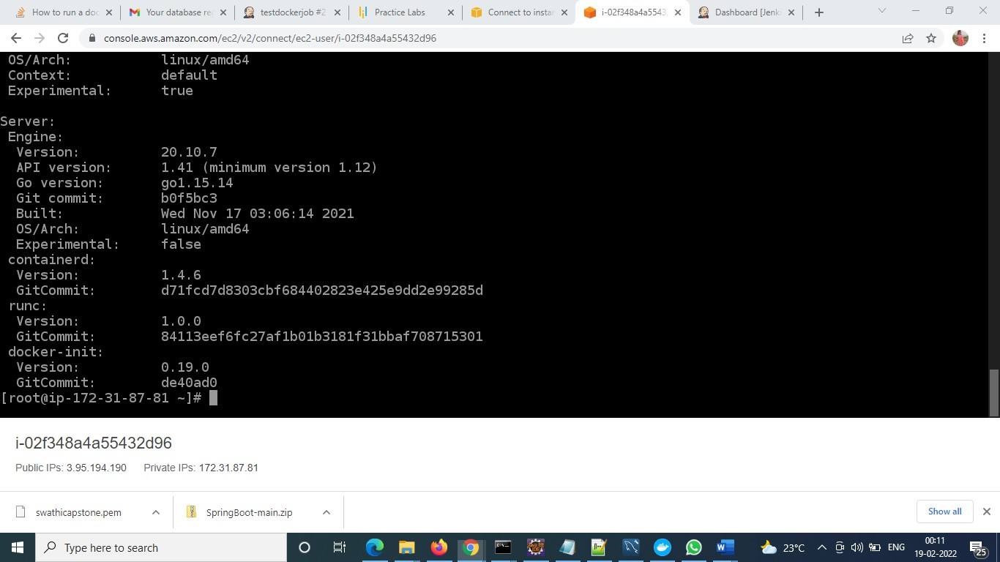 How to run a doc
Your database re
testdockerjob #2
Practice Labs
Connect to instan
i-02f348a4a5543
Dashboard [Jenk
console.aws.amazon.com/ec2/v2/connect/ec2-user/i-02f348a4a55432d96
OS/Arch: linux/amd64
Context: default
Experimental: true
Server:
Engine:
Version: 20.10.7
API version: 1.41 (minimum version 1.12)
Go version: go1.15.14
Git commit: b0f5bc3
Built: Wed Nov 17 03:06:14 2021
OS/Arch: linux/amd64
Experimental: false
containerd:
Version: 1.4.6
GitCommit: d71fcd7d8303cbf684402823e425e9dd2e99285d
runc:
Version: 1.0.0
GitCommit: 84113eef6fc27af1b01b3181f31bbaf708715301
docker-init:
Version: 0.19.0
GitCommit: de40ad0
[root@ip-172-31-87-81 ~]#
i-02f348a4a55432d96
Public IPs: 3.95.194.190 Private IPs: 172.31.87.81
swathicapstone.pem
SpringBoot-main.zip
Show all
Type here to search
23°C
ENG
00:11
19-02-2022
25